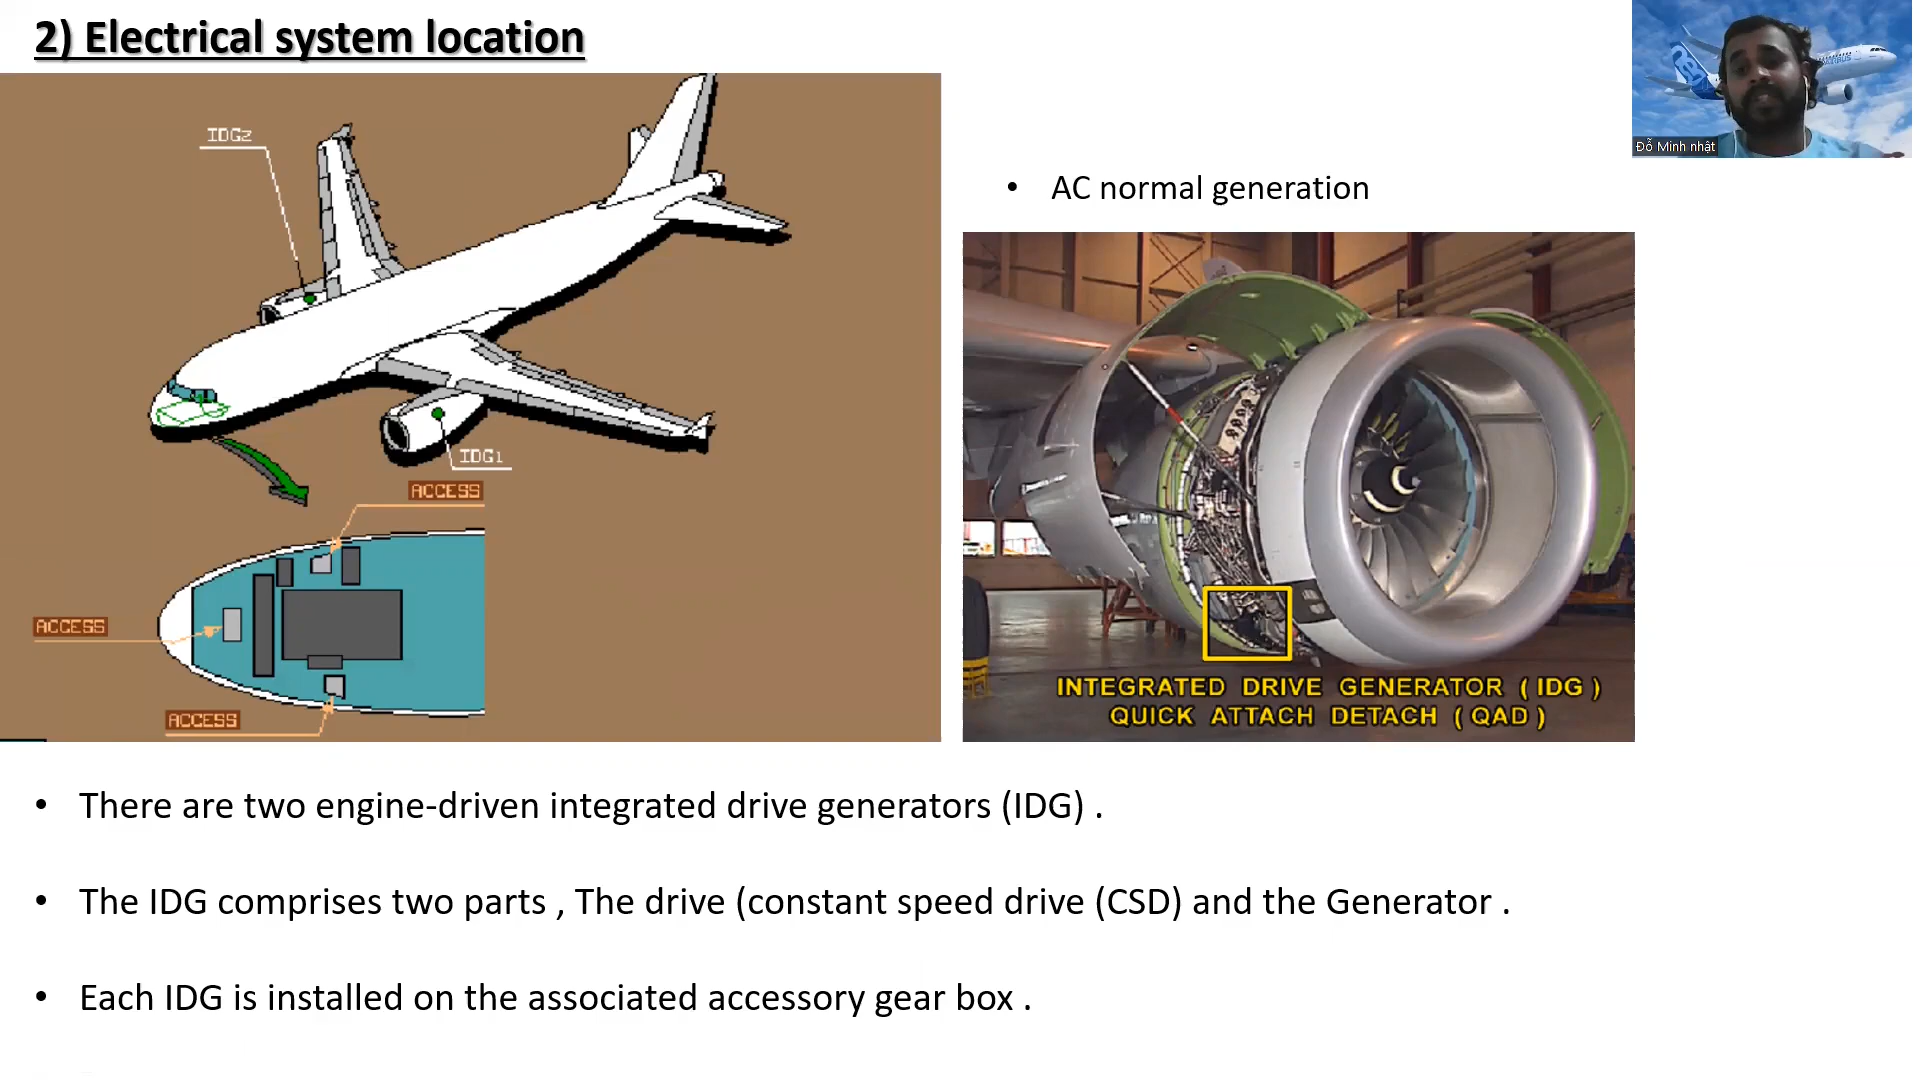 2) Electrical system location
Đỗ Minh nhật
IDG2
AC normal generation
IDG1
ACCESS
ACCESS
ACCESS
INTEGRATED DRIVE GENERATOR ( IDG )
QUICK ATTACH DETACH ( QAD )
• There are two engine-driven integrated drive generators (IDG) .
• The IDG comprises two parts , The drive (constant speed drive (CSD) and the Generator .
• Each IDG is installed on the associated accessory gear box .